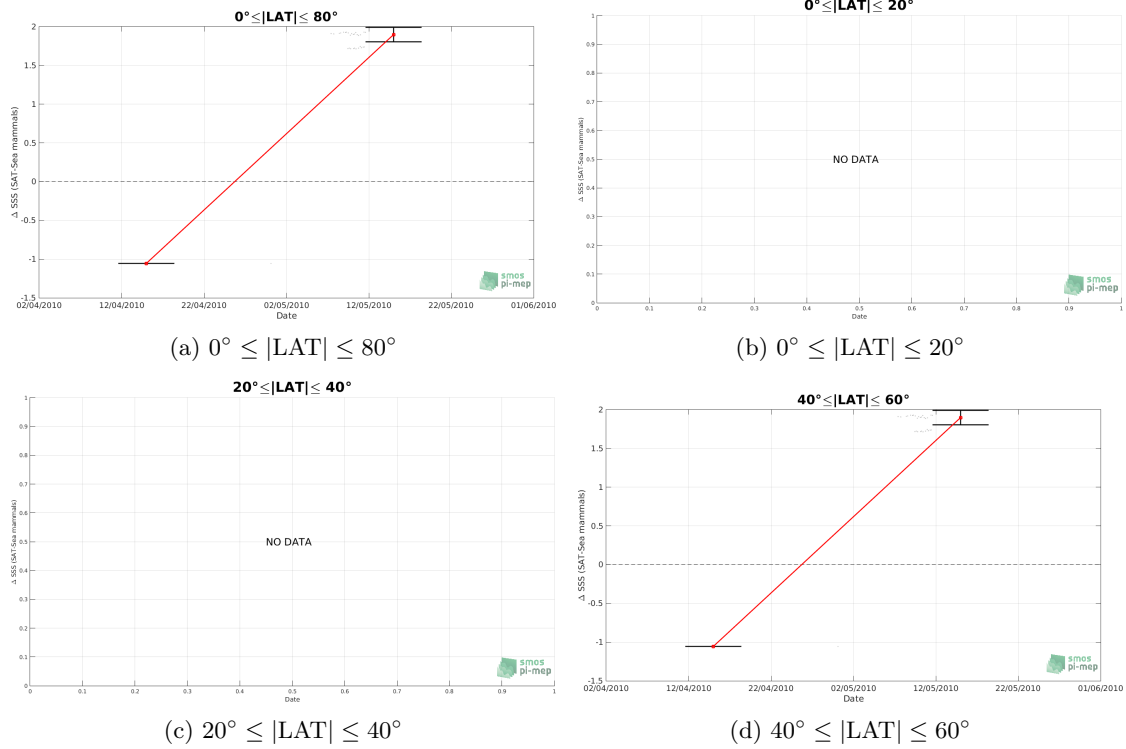 0°≤|LAT|≤ 80°
Δ SSS (SAT-Sea mammals)
2
1.5
1
0.5
0
-0.5
-1
-1.5
02/04/2010 12/04/2010 22/04/2010 02/05/2010 12/05/2010 22/05/2010 01/06/2010
Date
smos
pi-mep
(a) 0° ≤ |LAT| ≤ 80°
0°≤|LAT|≤ 20°
Δ SSS (SAT-Sea mammals)
1
0.9
0.8
0.7
0.6
0.5
0.4
0.3
0.2
0.1
0
NO DATA
0 0.1 0.2 0.3 0.4 0.5 0.6 0.7 0.8 0.9 1
Date
smos
pi-mep
(b) 0° ≤ |LAT| ≤ 20°
20°≤|LAT|≤ 40°
Δ SSS (SAT-Sea mammals)
1
0.9
0.8
0.7
0.6
0.5
0.4
0.3
0.2
0.1
0
NO DATA
0 0.1 0.2 0.3 0.4 0.5 0.6 0.7 0.8 0.9 1
Date
smos
pi-mep
(c) 20° ≤ |LAT| ≤ 40°
40°≤|LAT|≤ 60°
Δ SSS (SAT-Sea mammals)
2
1.5
1
0.5
0
-0.5
-1
-1.5
02/04/2010 12/04/2010 22/04/2010 02/05/2010 12/05/2010 22/05/2010 01/06/2010
Date
smos
pi-mep
(d) 40° ≤ |LAT| ≤ 60°